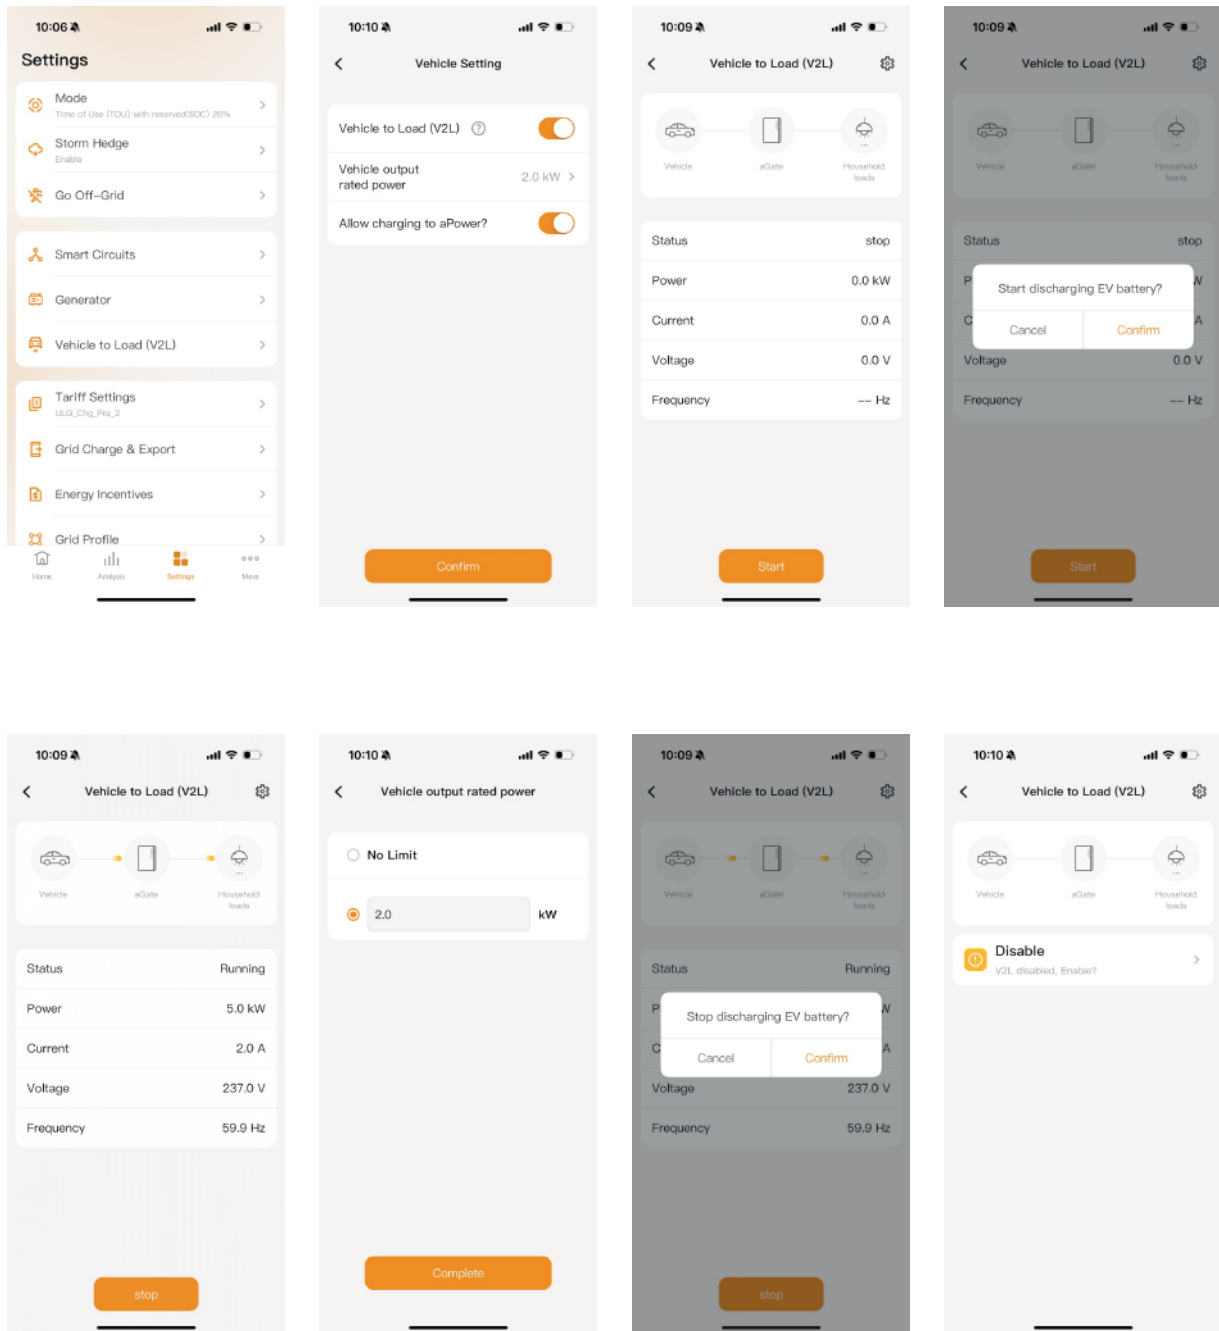 10:06
Settings
Mode
Time of Use (TOU) with reserved(SOC) 26%
Storm Hedge
Enable
Go Off-Grid
Smart Circuits
Generator
Vehicle to Load (V2L)
Tariff Settings
ULG_Chg_Pra_2
Grid Charge & Export
Energy Incentives
Grid Profile
Home
Analysis
Settings
More
10:10
Vehicle Setting
Vehicle to Load (V2L) ?
Vehicle output
rated power
2.0 kW
Allow charging to aPower?
Confirm
10:09
Vehicle to Load (V2L)
Vehicle
aGate
Household
loads
Status stop
Power 0.0 kW
Current 0.0 A
Voltage 0.0 V
Frequency –– Hz
Start
10:09
Vehicle to Load (V2L)
Vehicle
aGate
Household
loads
Status stop
P W
Start discharging EV battery?
C A
Cancel Confirm
Voltage 0.0 V
Frequency –– Hz
Start
10:09
Vehicle to Load (V2L)
Vehicle
aGate
Household
loads
Status Running
Power 5.0 kW
Current 2.0 A
Voltage 237.0 V
Frequency 59.9 Hz
stop
10:10
Vehicle output rated power
No Limit
2.0 kW
Complete
10:09
Vehicle to Load (V2L)
Vehicle
aGate
Household
loads
Status Running
P W
Stop discharging EV battery?
C A
Cancel Confirm
Voltage 237.0 V
Frequency 59.9 Hz
stop
10:10
Vehicle to Load (V2L)
Vehicle
aGate
Household
loads
Disable
V2L disabled, Enable?